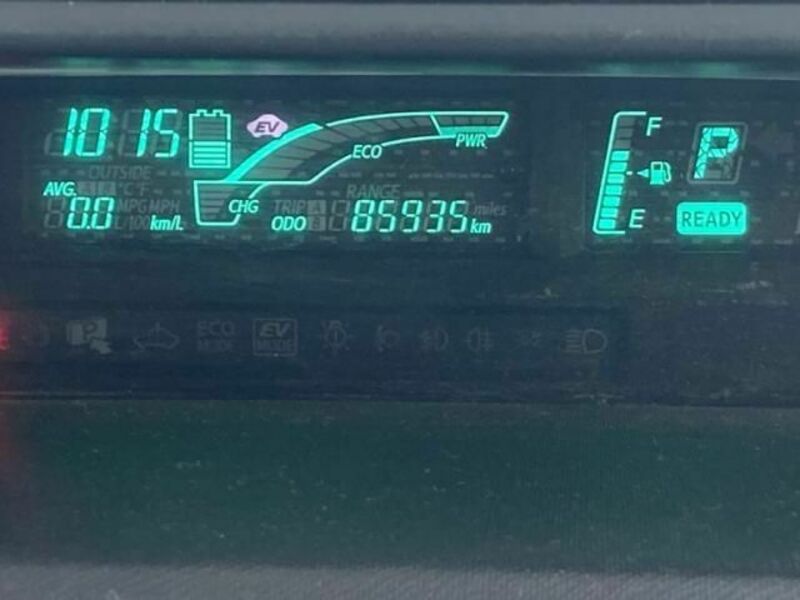 10 15
EV
F
P
PWR
ECO
OUTSIDE
AVG.
°C°F
RANGE
CHG
TRIP A
B
0.0
MPG MPH
L/100 km/L
ODO
85935
miles
km
E
READY
P
ECO
MODE
EV
MODE